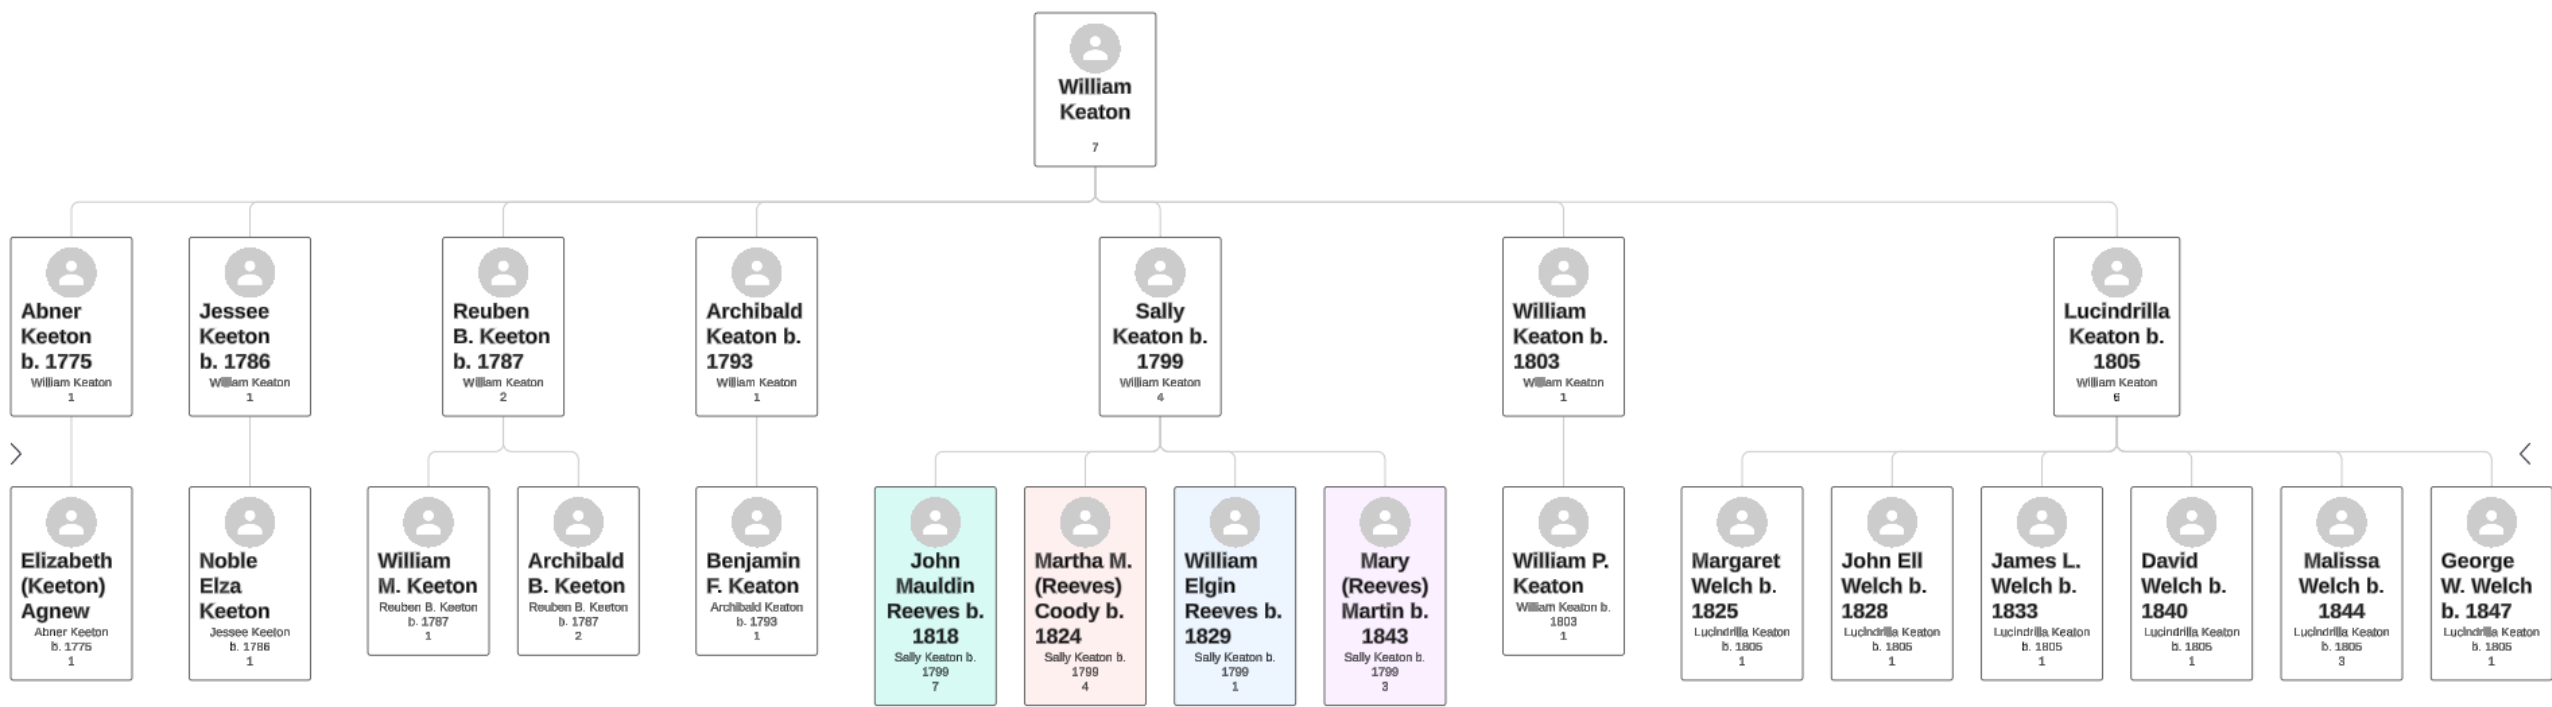 William
Keaton
7
Abner
Keeton
b. 1775
William Keaton
1
Jessee
Keeton
b. 1786
William Keaton
1
Reuben
B. Keeton
b. 1787
William Keaton
2
Archibald
Keaton b.
1793
William Keaton
1
Sally
Keaton b.
1799
William Keaton
4
William
Keaton b.
1803
William Keaton
1
Lucindrilla
Keaton b.
1805
William Keaton
6
Elizabeth
(Keeton)
Agnew
Abner Keeton
b. 1775
1
Noble
Elza
Keeton
Jessee Keeton
b. 1786
1
William
M. Keeton
Reuben B. Keeton
b. 1787
1
Archibald
B. Keeton
Reuben B. Keeton
b. 1787
2
Benjamin
F. Keaton
Archibald Keaton
b. 1793
1
John
Mauldin
Reeves b.
1818
Sally Keaton b.
1799
7
Martha M.
(Reeves)
Coody b.
1824
Sally Keaton b.
1799
4
William
Elgin
Reeves b.
1829
Sally Keaton b.
1799
1
Mary
(Reeves)
Martin b.
1843
Sally Keaton b.
1799
3
William P.
Keaton
William Keaton b.
1803
1
Margaret
Welch b.
1825
Lucindrilla Keaton
b. 1805
1
John Ell
Welch b.
1828
Lucindrilla Keaton
b. 1805
1
James L.
Welch b.
1833
Lucindrilla Keaton
b. 1805
1
David
Welch b.
1840
Lucindrilla Keaton
b. 1805
1
Malissa
Welch b.
1844
Lucindrilla Keaton
b. 1805
3
George
W. Welch
b. 1847
Lucindrilla Keaton
b. 1805
1